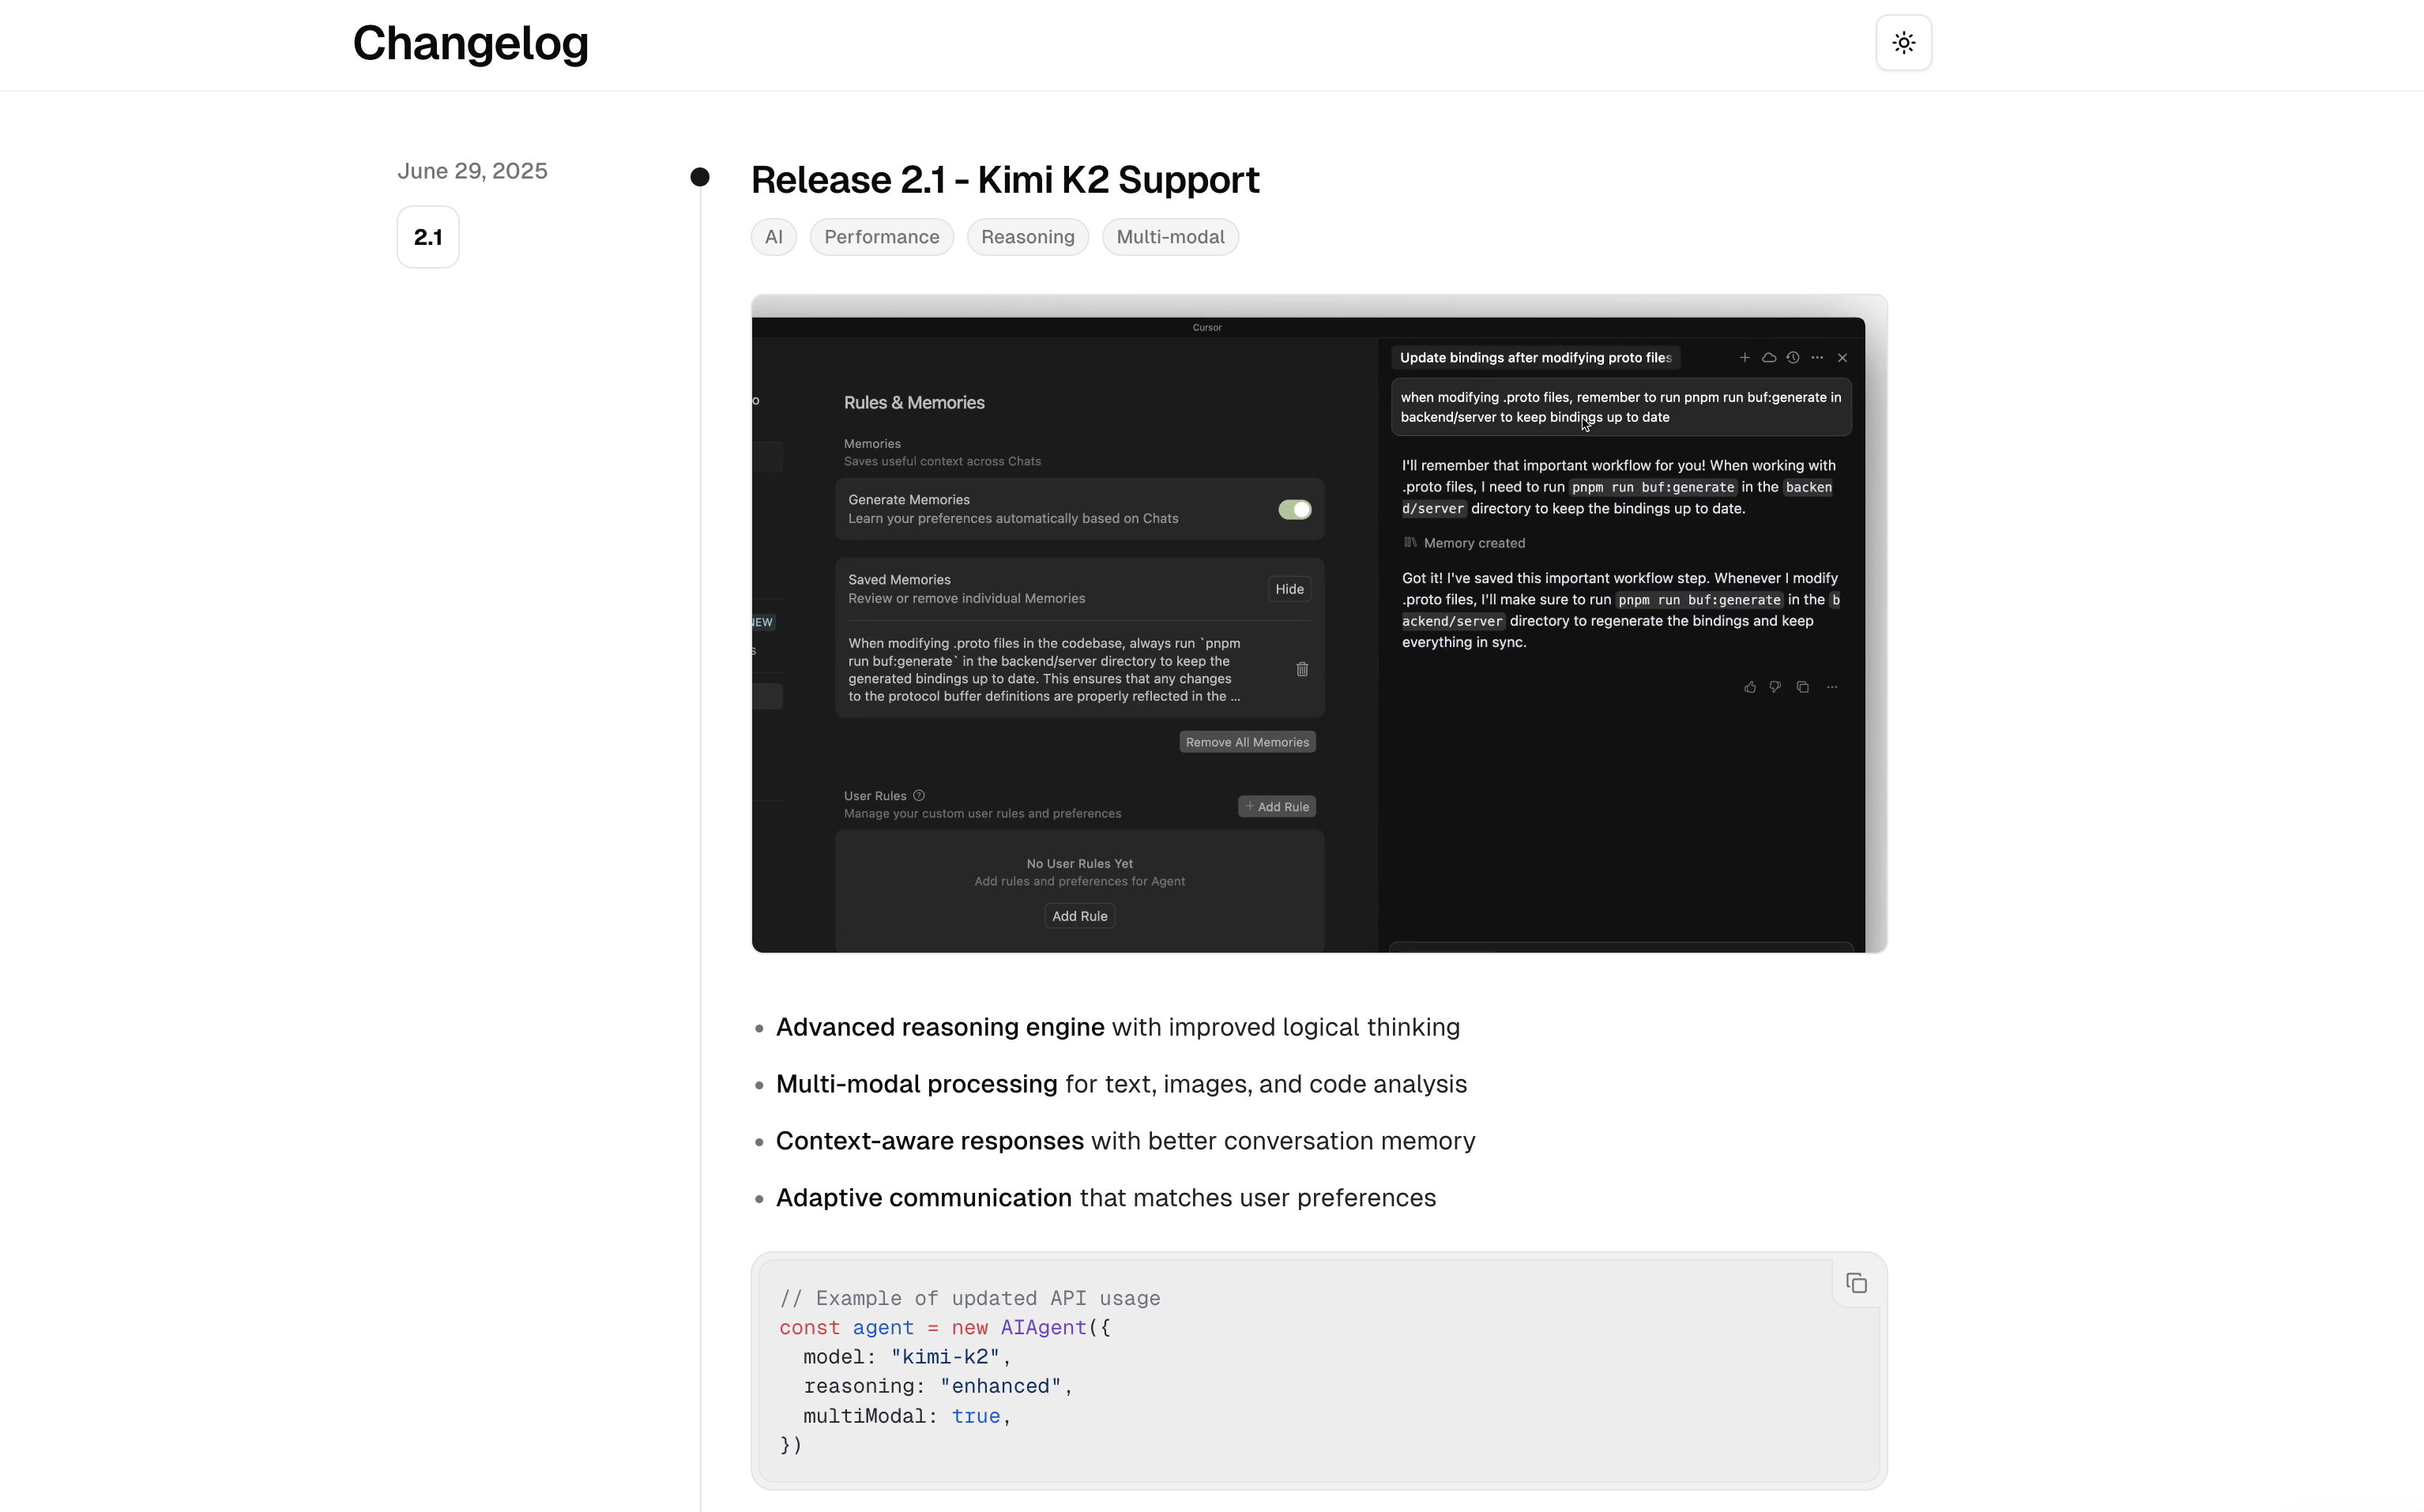 Changelog
June 29, 2025
2.1
Release 2.1 - Kimi K2 Support
AI
Performance
Reasoning
Multi-modal
Cursor
o
NEW
s
Rules & Memories
Memories
Saves useful context across Chats
Generate Memories
Learn your preferences automatically based on Chats
Saved Memories
Review or remove individual Memories
Hide
When modifying .proto files in the codebase, always run `pnpm
run buf:generate` in the backend/server directory to keep the
generated bindings up to date. This ensures that any changes
to the protocol buffer definitions are properly reflected in the ...
Remove All Memories
User Rules
Manage your custom user rules and preferences
+ Add Rule
No User Rules Yet
Add rules and preferences for Agent
Add Rule
Update bindings after modifying proto files
when modifying .proto files, remember to run pnpm run buf:generate in
backend/server to keep bindings up to date
I'll remember that important workflow for you! When working with
.proto files, I need to run pnpm run buf:generate in the backen
d/server directory to keep the bindings up to date.
Memory created
Got it! I've saved this important workflow step. Whenever I modify
.proto files, I'll make sure to run pnpm run buf:generate in the b
ackend/server directory to regenerate the bindings and keep
everything in sync.
Advanced reasoning engine with improved logical thinking
Multi-modal processing for text, images, and code analysis
Context-aware responses with better conversation memory
Adaptive communication that matches user preferences
// Example of updated API usage
const agent = new AIAgent({
  model: "kimi-k2",
  reasoning: "enhanced",
  multiModal: true,
})